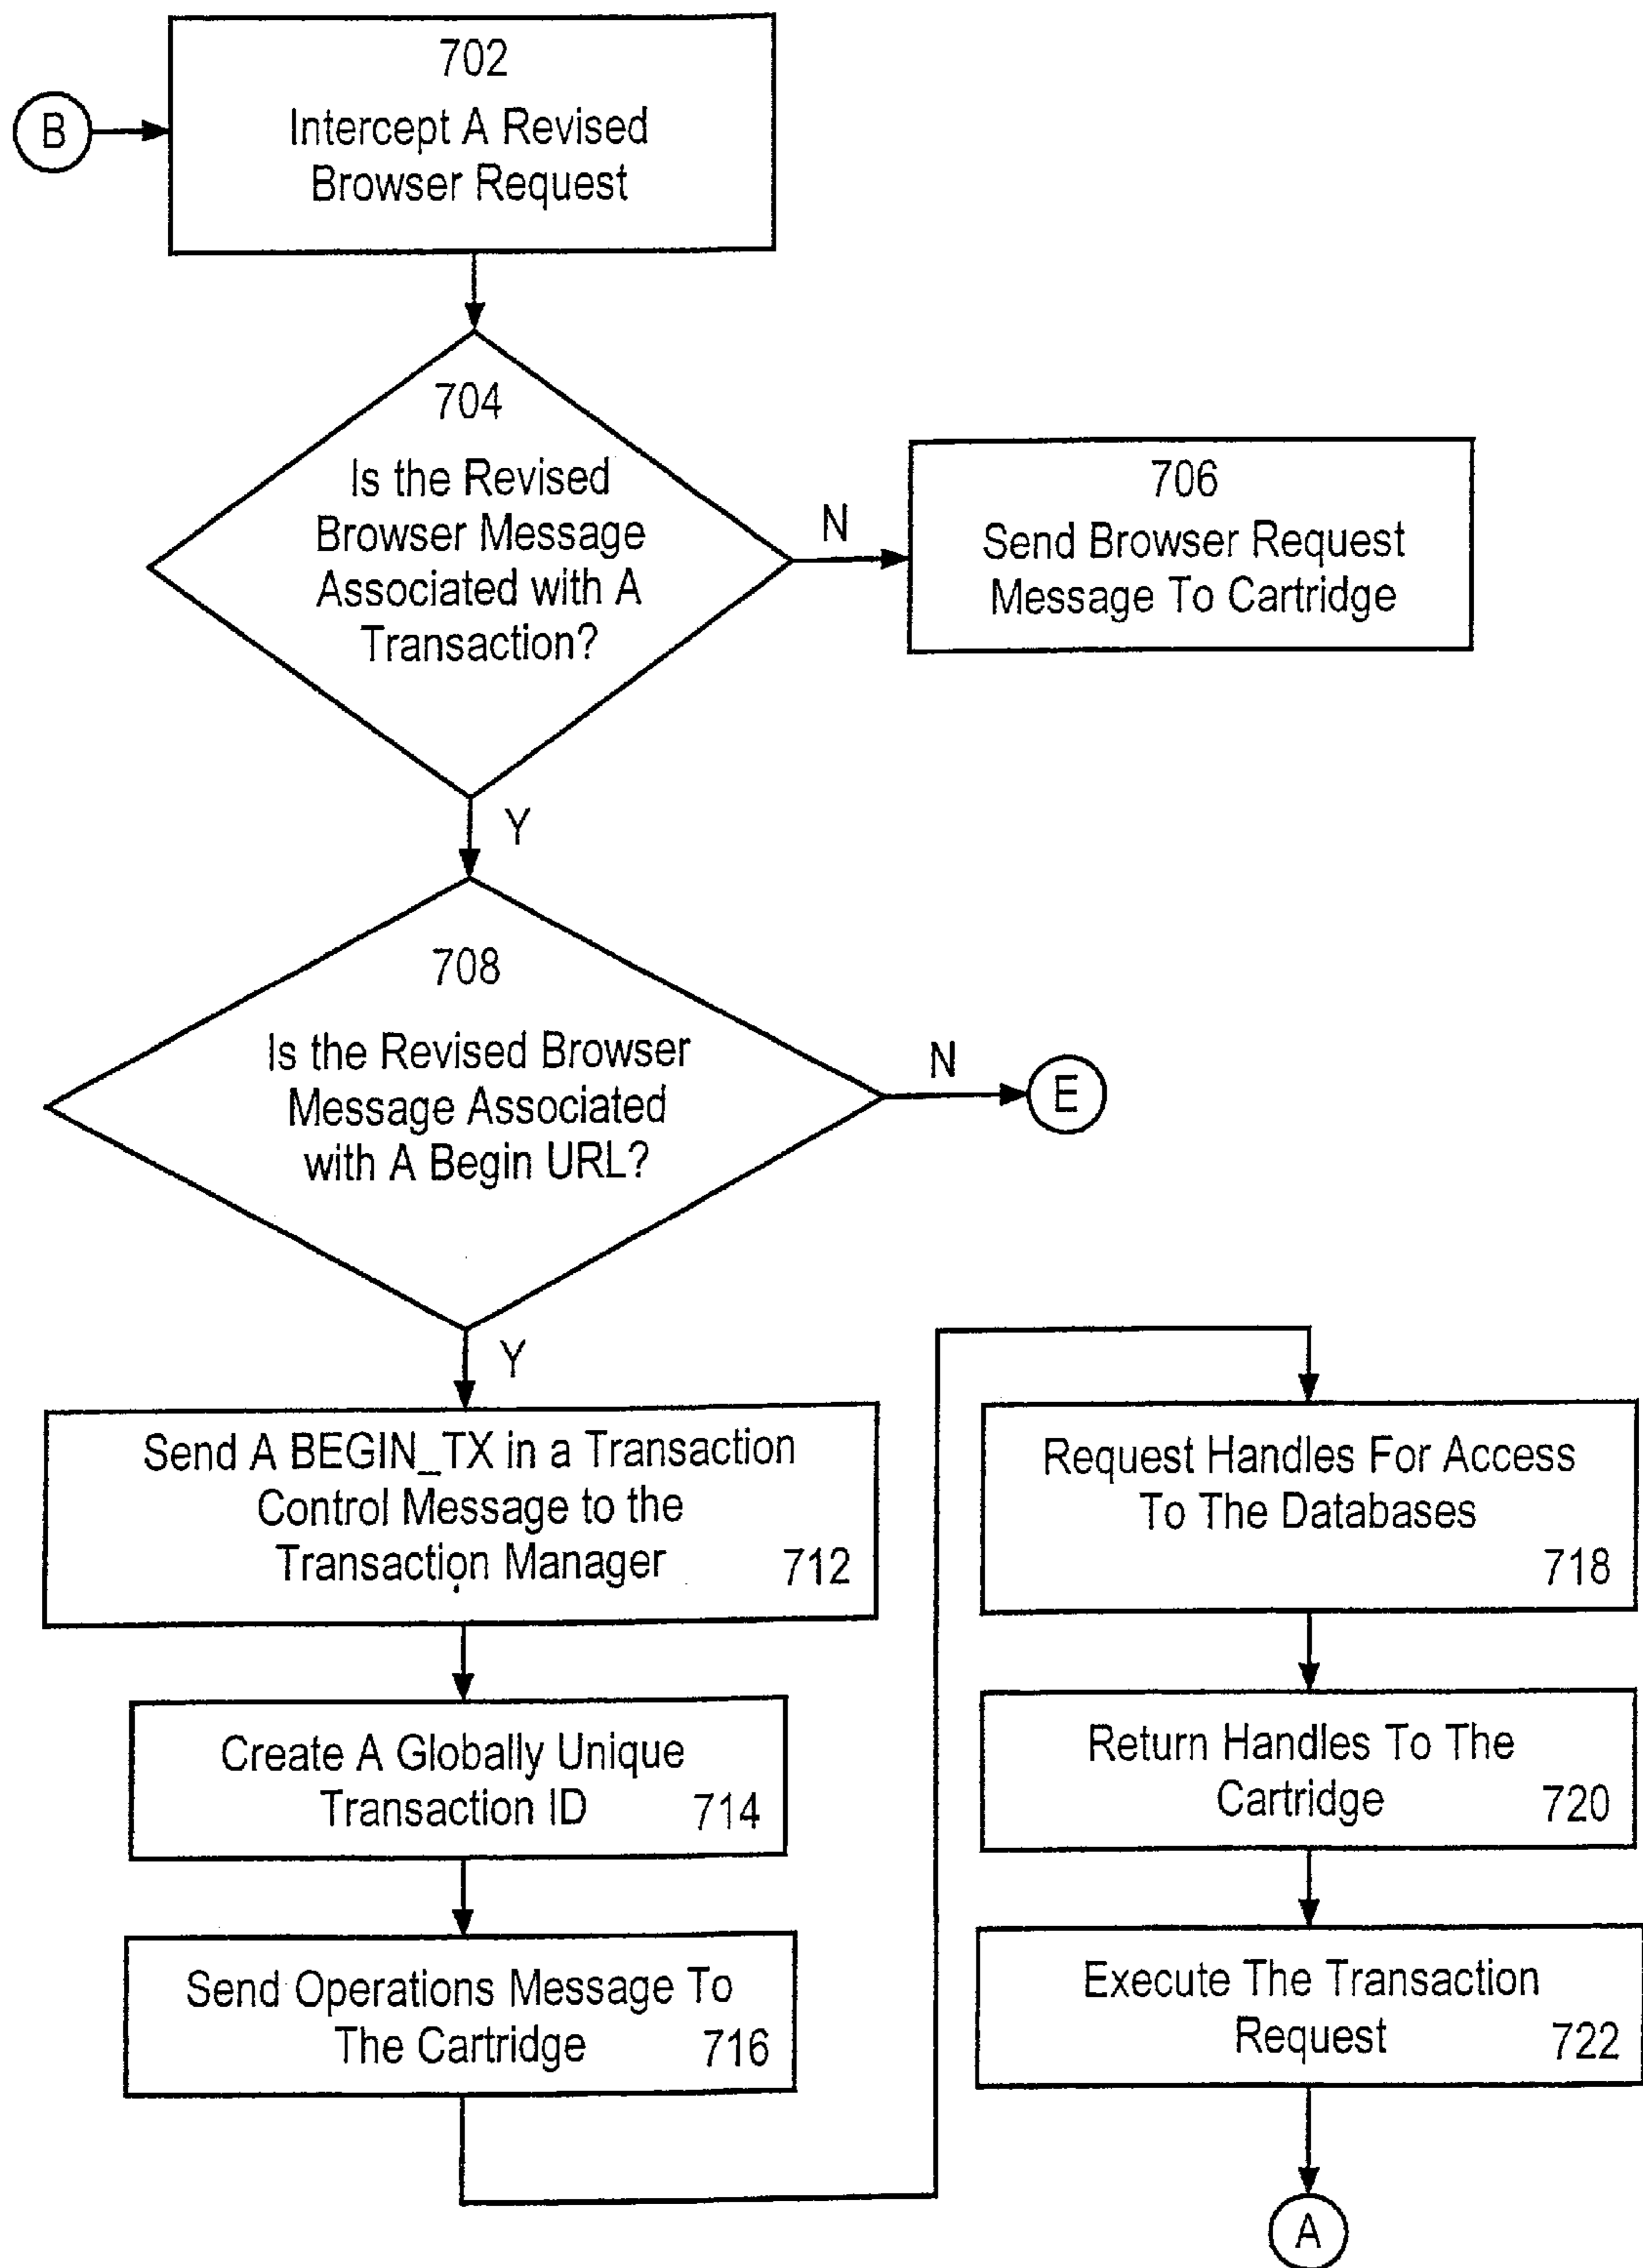 702
B
Intercept A Revised
Browser Request
704
Is the Revised
Browser Message
Associated with A
Transaction?
N
706
Send Browser Request
Message To Cartridge
Y
708
Is the Revised Browser
Message Associated
with A Begin URL?
N
E
Y
Send A BEGIN_TX in a Transaction
Control Message to the
Transaction Manager 712
Create A Globally Unique
Transaction ID 714
Send Operations Message To
The Cartridge 716
Request Handles For Access
To The Databases
718
Return Handles To The
Cartridge 720
Execute The Transaction
Request 722
A